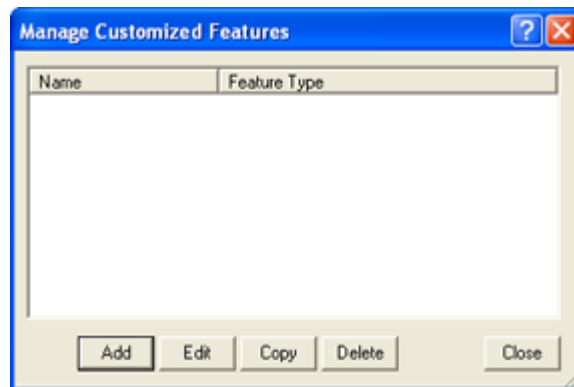 Manage Customized Features
Name Feature Type
Add Edit Copy Delete Close